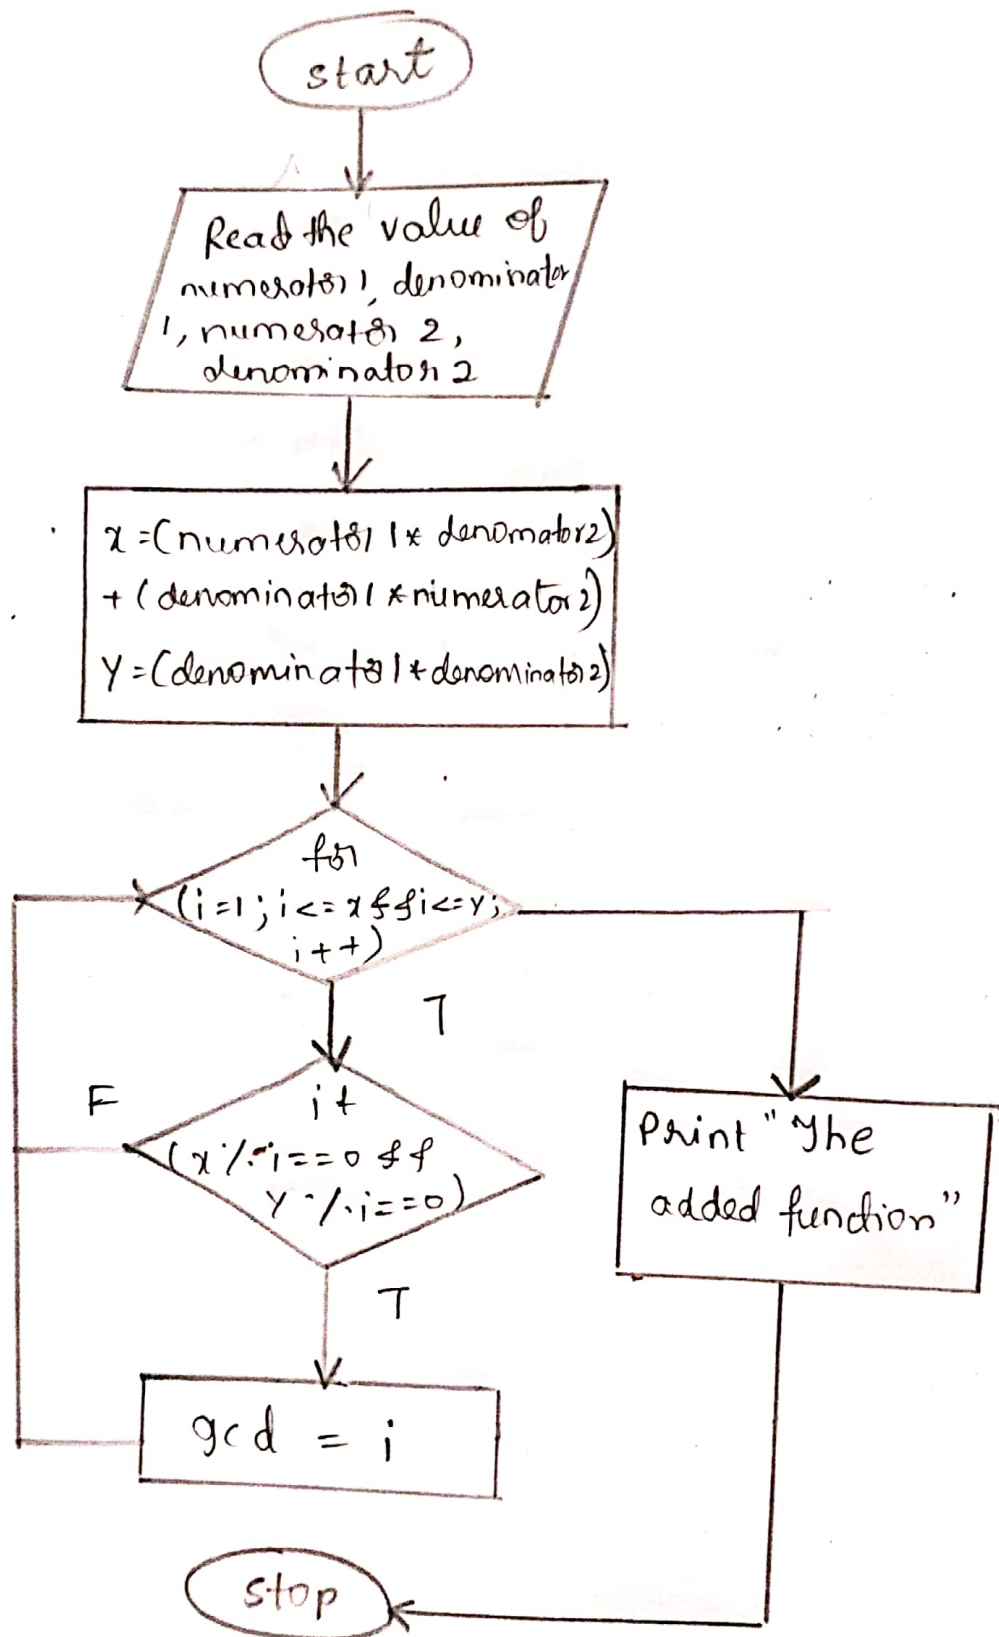 start
Read the value of
numerator 1, denominator
1, numerator 2,
denominator 2
x = (numerator 1 * denomator2)
+ (denominator 1 * numerator 2)
Y = (denominator 1 * denominator 2)
for
(i=1; i<=x && i<=Y;
i++)
T
F
if
(x%i==0 &&
Y%i==0)
T
gcd = i
Print "The
added function"
stop